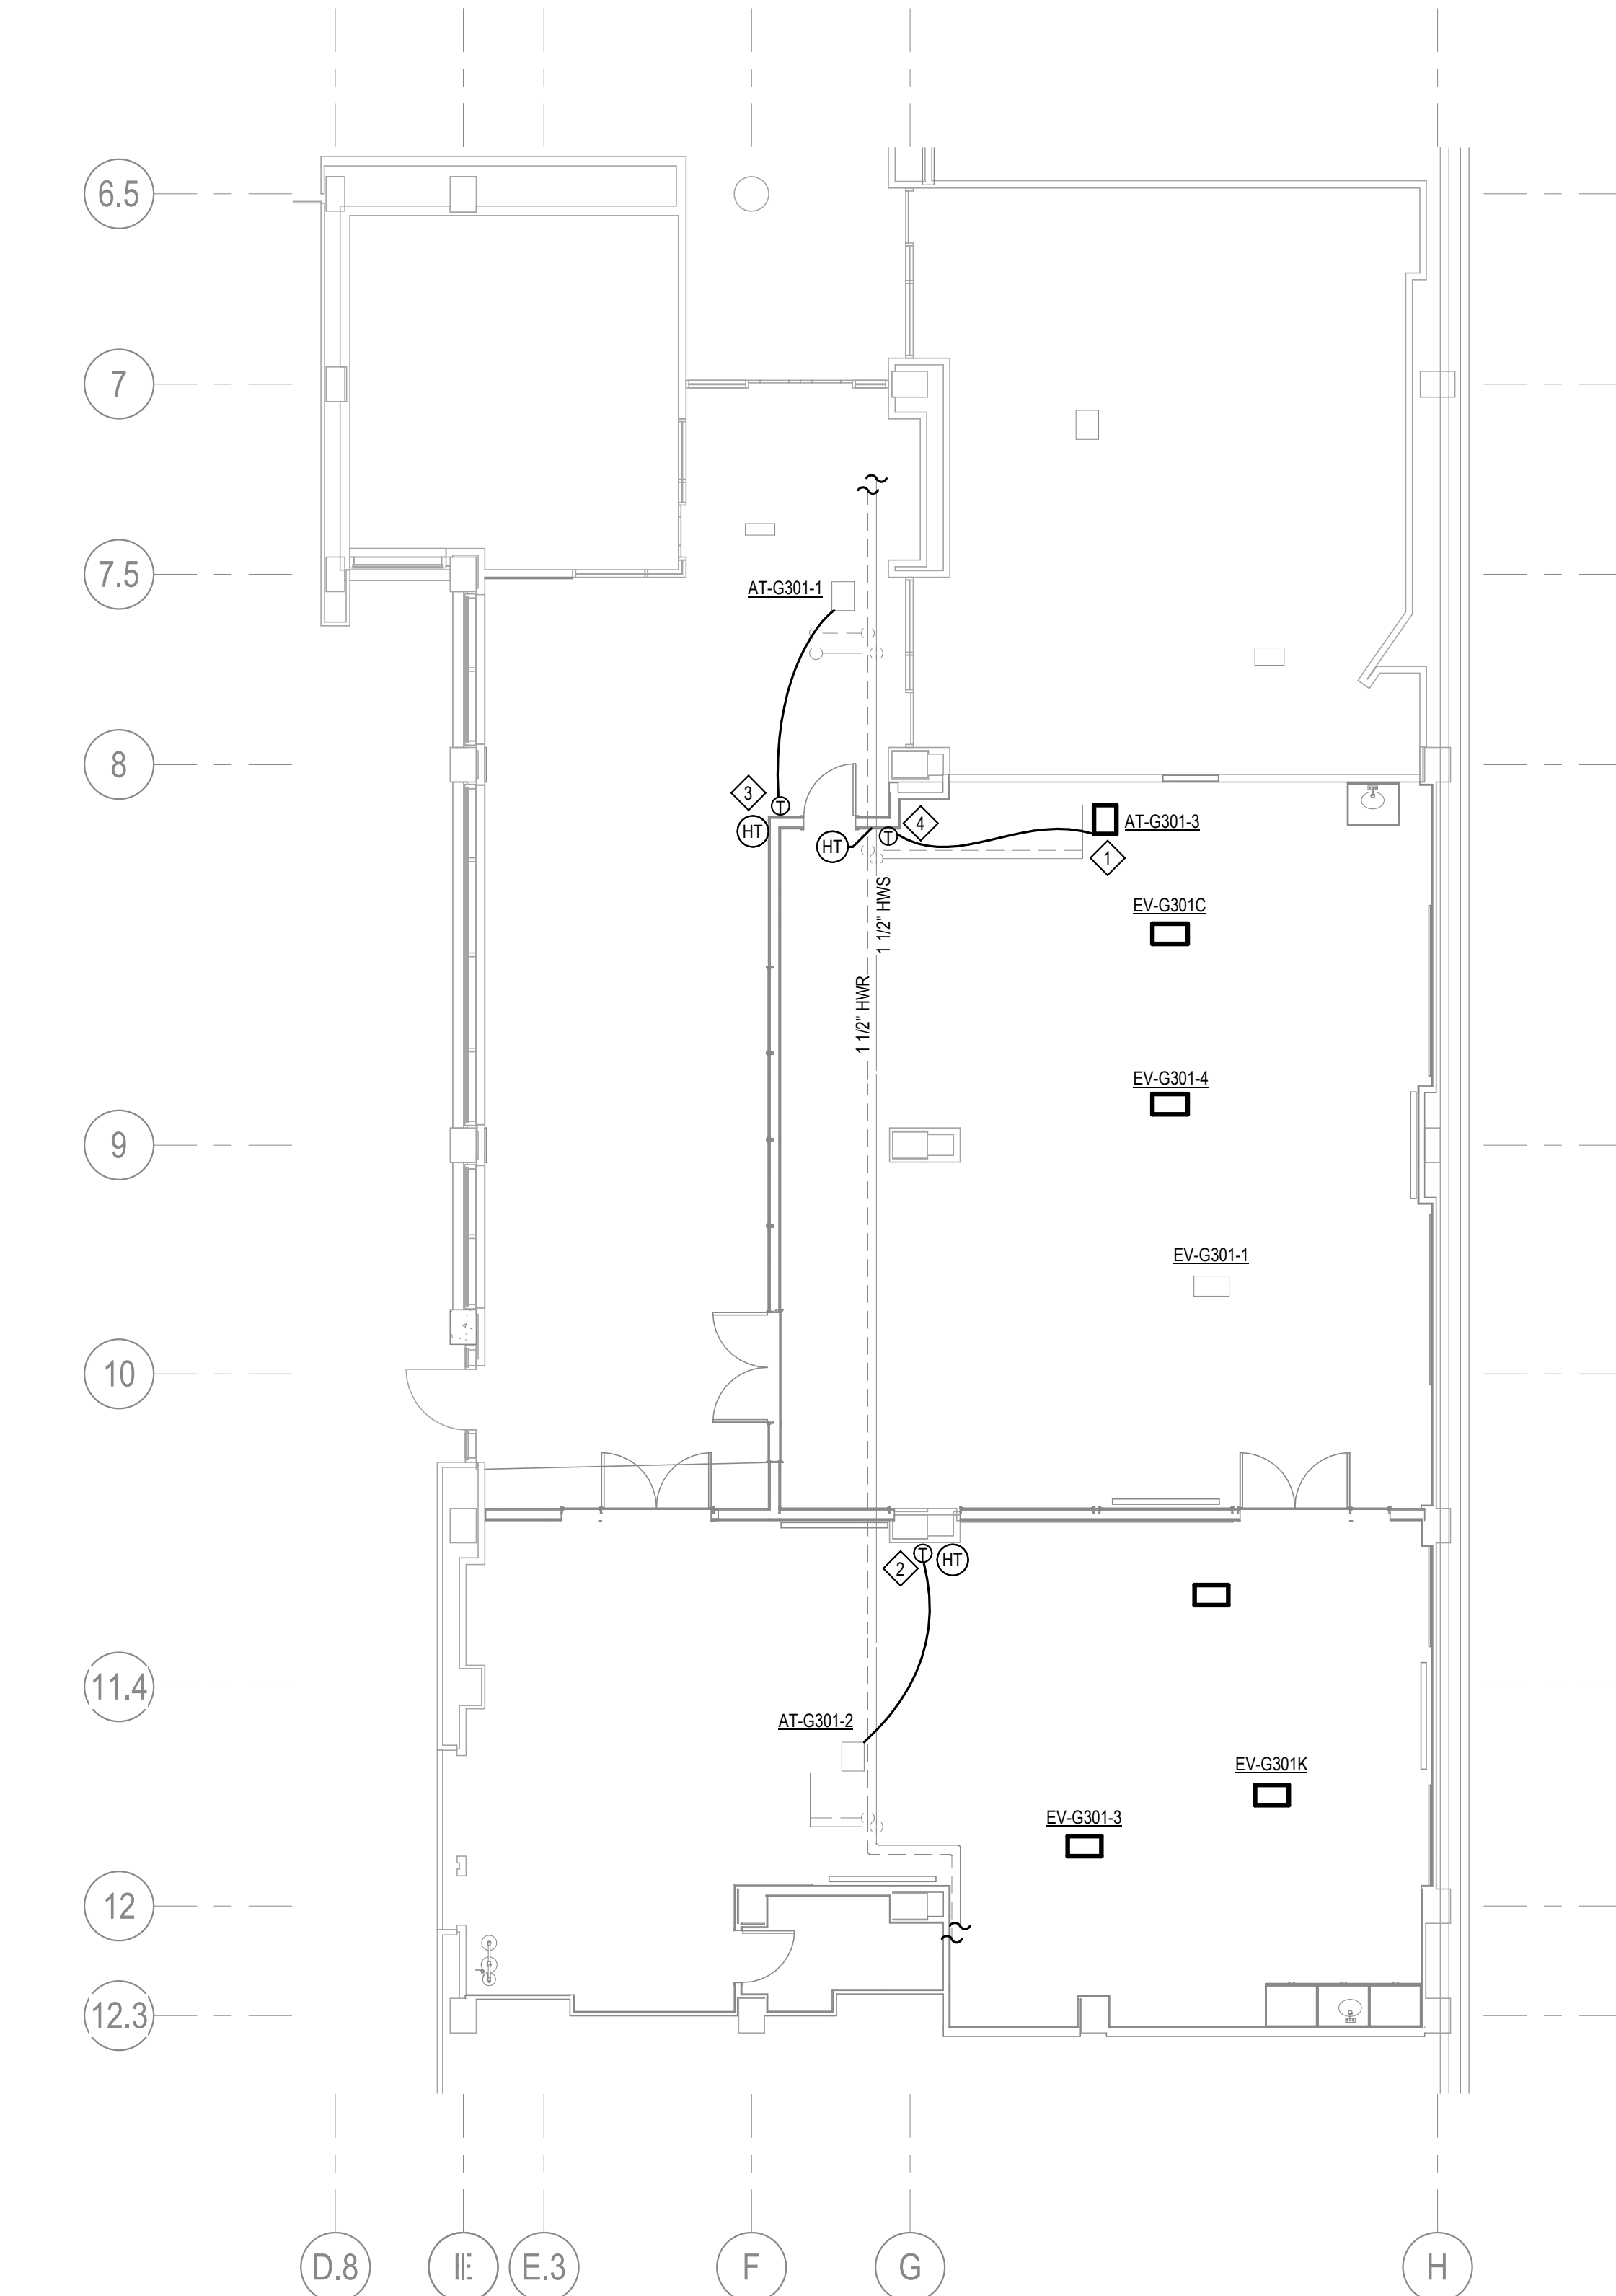 6.5
7
7.5
AT-G301-1
8
3
T
HT
HT
T
4
AT-G301-3
1
1 1/2" HWS
EV-G301C
1 1/2" HWR
EV-G301-4
9
EV-G301-1
10
2
T
HT
11.4
AT-G301-2
EV-G301K
EV-G301-3
12
12.3
D.8
E.3
F
G
H